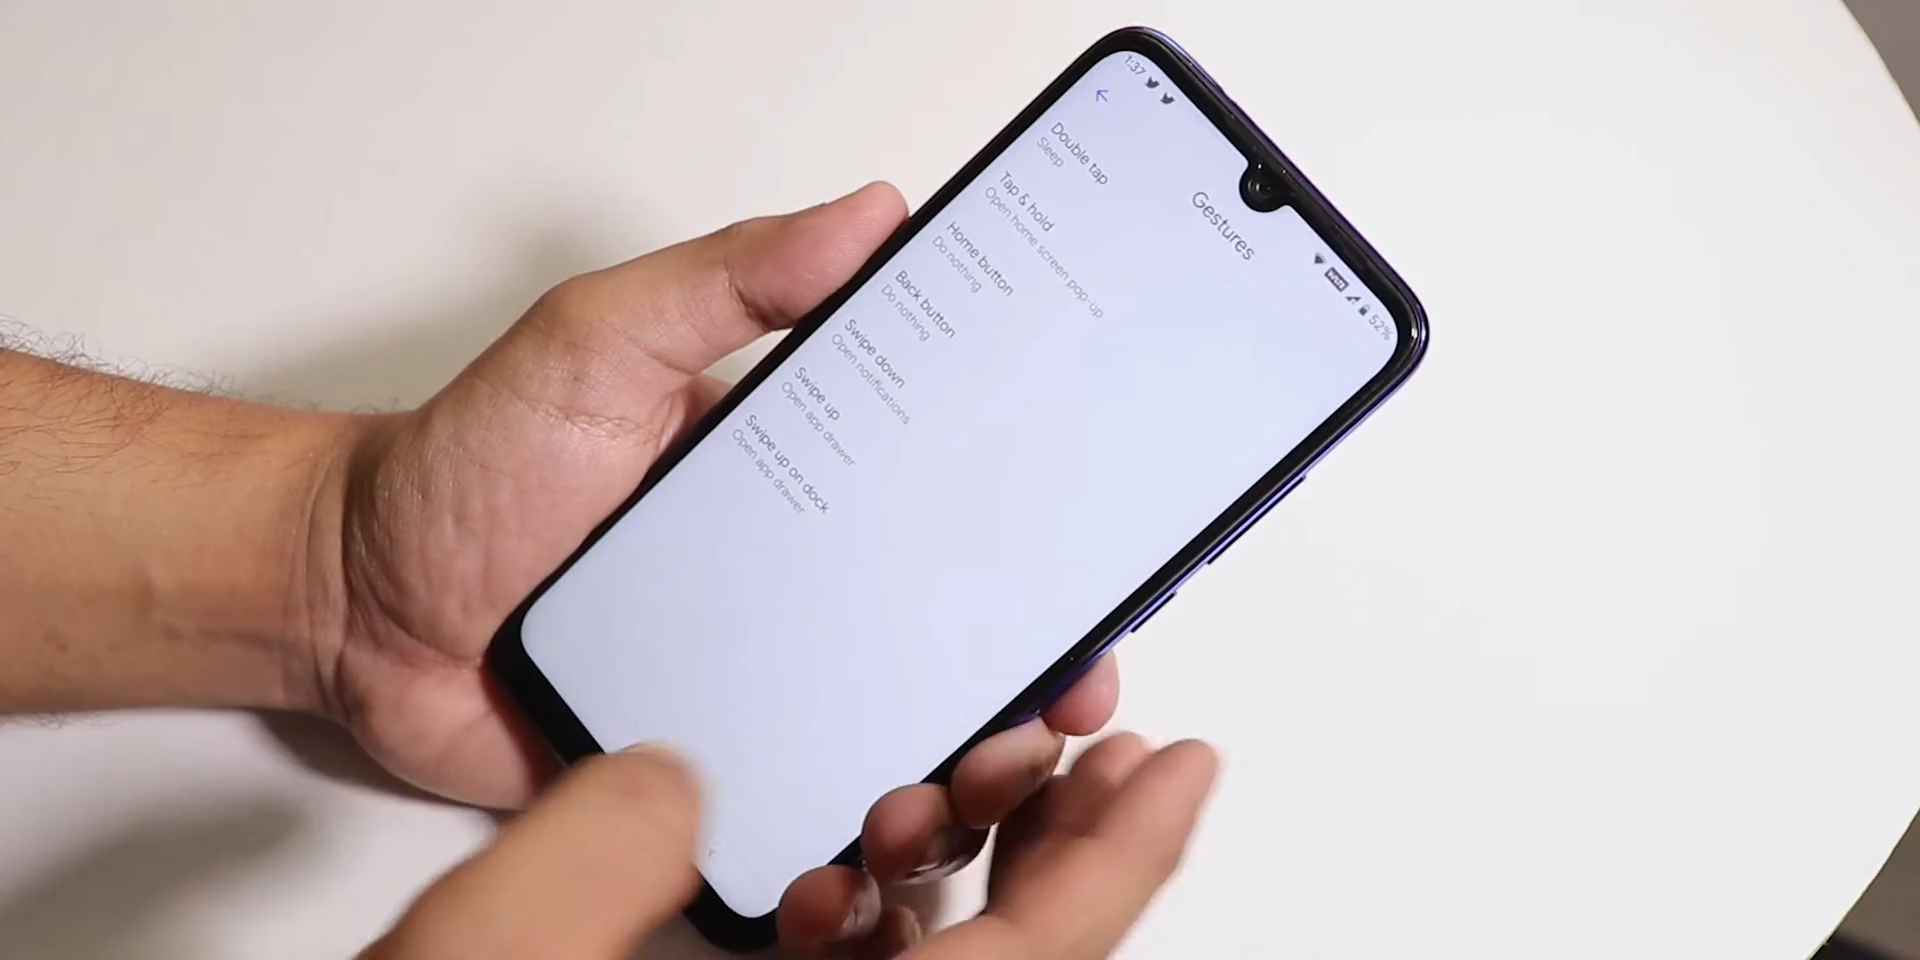 1:37
52%
Gestures
Double tap
Sleep
Tap & hold
Open home screen pop-up
Home button
Do nothing
Back button
Do nothing
Swipe down
Open notifications
Swipe up
Open app drawer
Swipe up on dock
Open app drawer